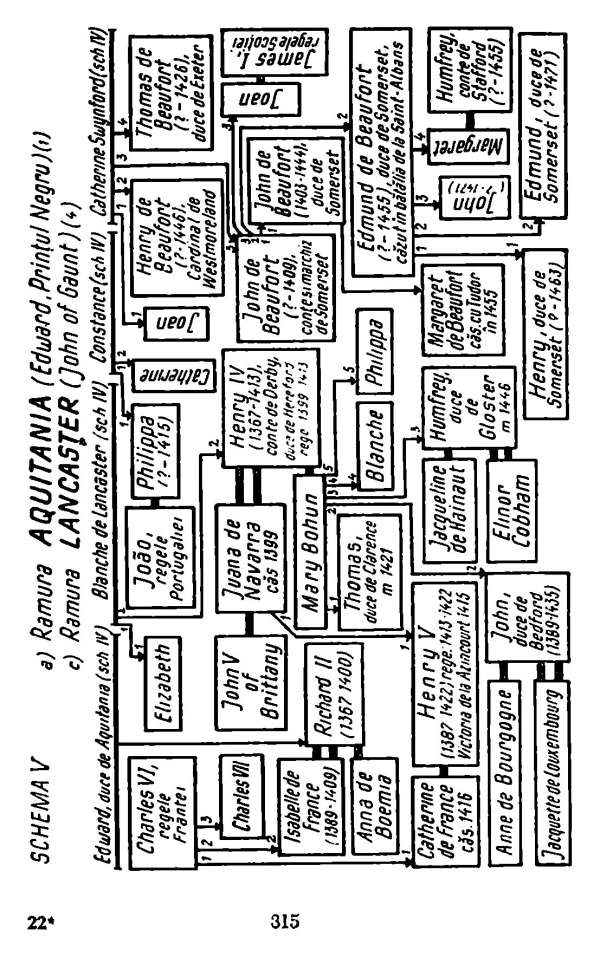 SCHEMA V
a) Ramura AQUITANIA (Edward, Prințul Negru)(1)
c) Ramura LANCASTER (John of Gaunt)(4)
Edward, duce de Aquitania (sch IV)
Blanche de Lancaster (sch IV)
Constance (sch IV)
Catherine Swynford (sch IV)
Charles VI,
regele
Franței
Charles VII
Isabelle de
France
(1389-1409)
Anna de
Boemia
Richard II
(1367 1400)
Catherine
de France
căs. 1416
Henry V
(1387 1422) rege: 1413-1422
Victoria de la Azincourt 1415
Anne de Bourgogne
Jacquette de Louxembourg
John,
duce de
Bedford
(1389-1435)
Elizabeth
João,
regele
Portugaliei
Philippa
(? - 1415)
John V
of
Brittany
Juana de
Navarra
căs 1399
Henry IV
(1367-1413),
conte de Derby,
duce de Hereford
rege 1399 1413
Mary Bohun
Thomas,
duce de Clarence
m 1421
Blanche
Philippa
Jacqueline
de Hainaut
Elinor
Cobham
Humfrey,
duce
de
Gloster
m 1446
Catherine
Joan
Henry de
Beaufort
(? - 1446),
Cardinal de
Westmoreland
Thomas de
Beaufort
(? - 1426),
duce de Exeter
John de
Beaufort
(? - 1409),
conte și marchiz
de Somerset
John de
Beaufort
(1403-1444),
duce de
Somerset
Joan
James I,
regele Scoției
Margaret
de Beaufort
căs. cu Tudor
în 1455
Edmund de Beaufort
(? - 1455), duce de Somerset,
căzut în bătălia de la Saint-Albans
Henry, duce de
Somerset (? - 1463)
Edmund, duce de
Somerset (? - 1471)
John
(? - 1471)
Margaret
Humfrey,
conte de
Stafford
(? - 1455)
22*
315